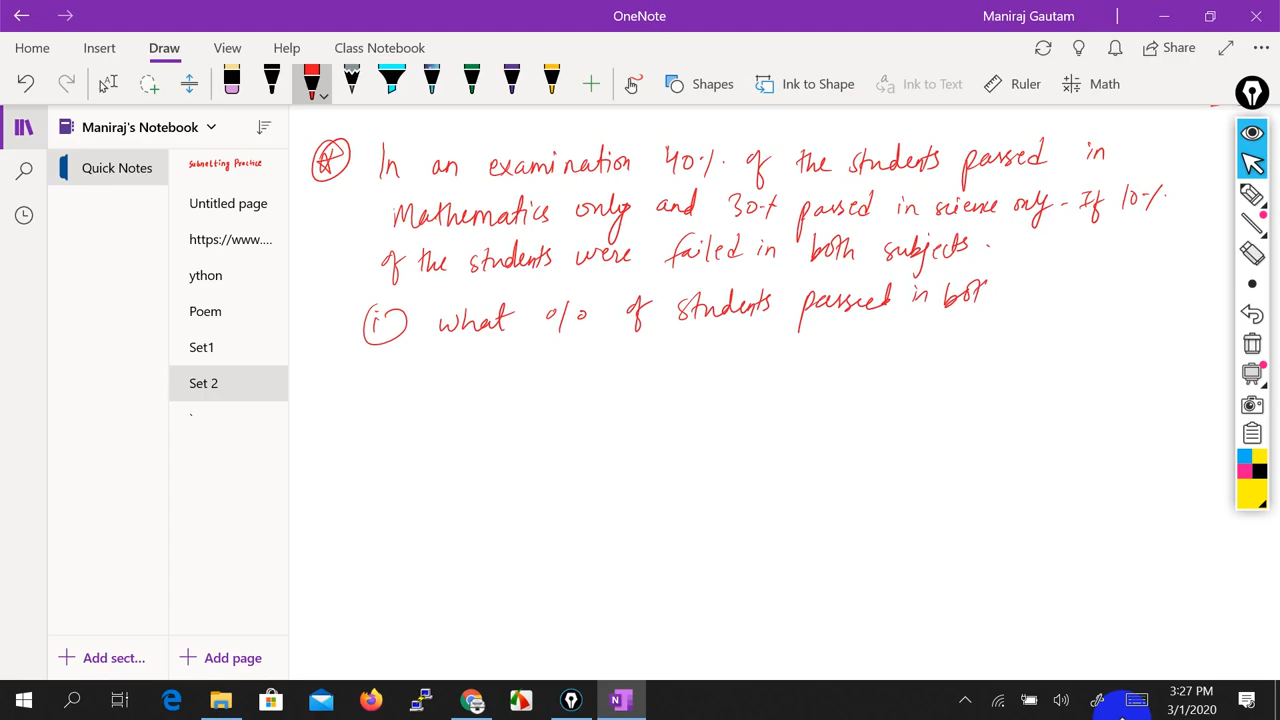 OneNote
Maniraj Gautam
Home Insert Draw View Help Class Notebook Share
Shapes Ink to Shape Ink to Text Ruler Math
Maniraj's Notebook
Quick Notes
Subnetting Practice
Untitled page
https://www....
ython
Poem
Set1
Set 2
`
In an examination 40% of the students passed in
Mathematics only and 30% passed in science only. If 10%
of the students were failed in both subjects.
(i) what % of students passed in bot
Add sect...
Add page
3:27 PM
3/1/2020